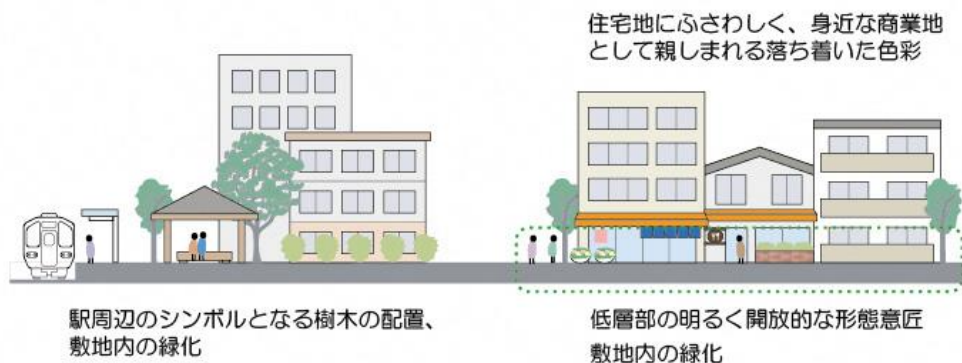 住宅地にふさわしく、身近な商業地
として親しまれる落ち着いた色彩
駅周辺のシンボルとなる樹木の配置、
敷地内の緑化
低層部の明るく開放的な形態意匠
敷地内の緑化